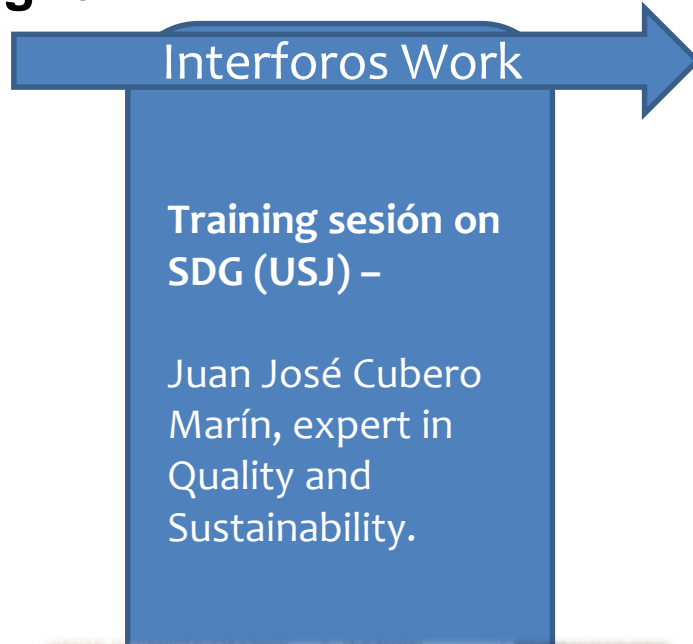 Interforos Work
Training sesión on
SDG (USJ) –
Juan José Cubero
Marín, expert in
Quality and
Sustainability.